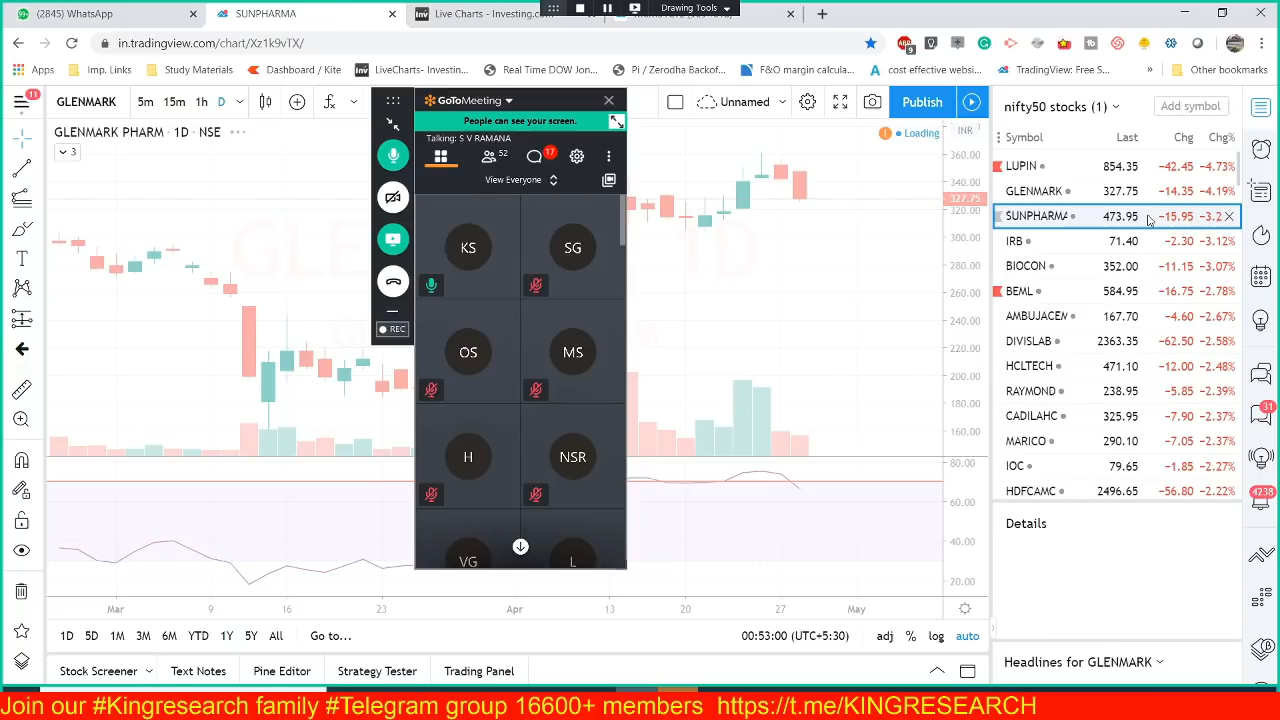 (2845) WhatsApp
SUNPHARMA
Live Charts - Investing.com
Drawing Tools
in.tradingview.com/chart/Xz1k9vTX/
Apps
Imp. Links
Study Materials
Dashboard / Kite
LiveCharts- Investin...
Real Time DOW Jon...
Pi / Zerodha Backof...
F&O margin calcula...
cost effective websi...
TradingView: Free S...
Other bookmarks
11
GLENMARK
5m
15m
1h
D
Unnamed
Publish
GLENMARK PHARM · 1D · NSE
3
Loading
INR
GoToMeeting
People can see your screen.
Talking: S V RAMANA
52
17
View Everyone
KS
SG
OS
MS
H
NSR
VG
L
REC
360.00
340.00
327.75
320.00
300.00
280.00
260.00
240.00
220.00
200.00
180.00
160.00
80.00
60.00
40.00
20.00
Mar
9
16
23
Apr
13
20
27
May
1D
5D
1M
3M
6M
YTD
1Y
5Y
All
Go to...
00:53:00 (UTC+5:30)
adj
%
log
auto
Stock Screener
Text Notes
Pine Editor
Strategy Tester
Trading Panel
nifty50 stocks (1)
Add symbol
Symbol Last Chg Chg%
LUPIN 854.35 −42.45 −4.73%
GLENMARK 327.75 −14.35 −4.19%
SUNPHARMA 473.95 −15.95 −3.2
IRB 71.40 −2.30 −3.12%
BIOCON 352.00 −11.15 −3.07%
BEML 584.95 −16.75 −2.78%
AMBUJACEM 167.70 −4.60 −2.67%
DIVISLAB 2363.35 −62.50 −2.58%
HCLTECH 471.10 −12.00 −2.48%
RAYMOND 238.95 −5.85 −2.39%
CADILAHC 325.95 −7.90 −2.37%
MARICO 290.10 −7.05 −2.37%
IOC 79.65 −1.85 −2.27%
HDFCAMC 2496.65 −56.80 −2.22%
Details
Headlines for GLENMARK
31
4238
Join our #Kingresearch family #Telegram group 16600+ members https://t.me/KINGRESEARCH